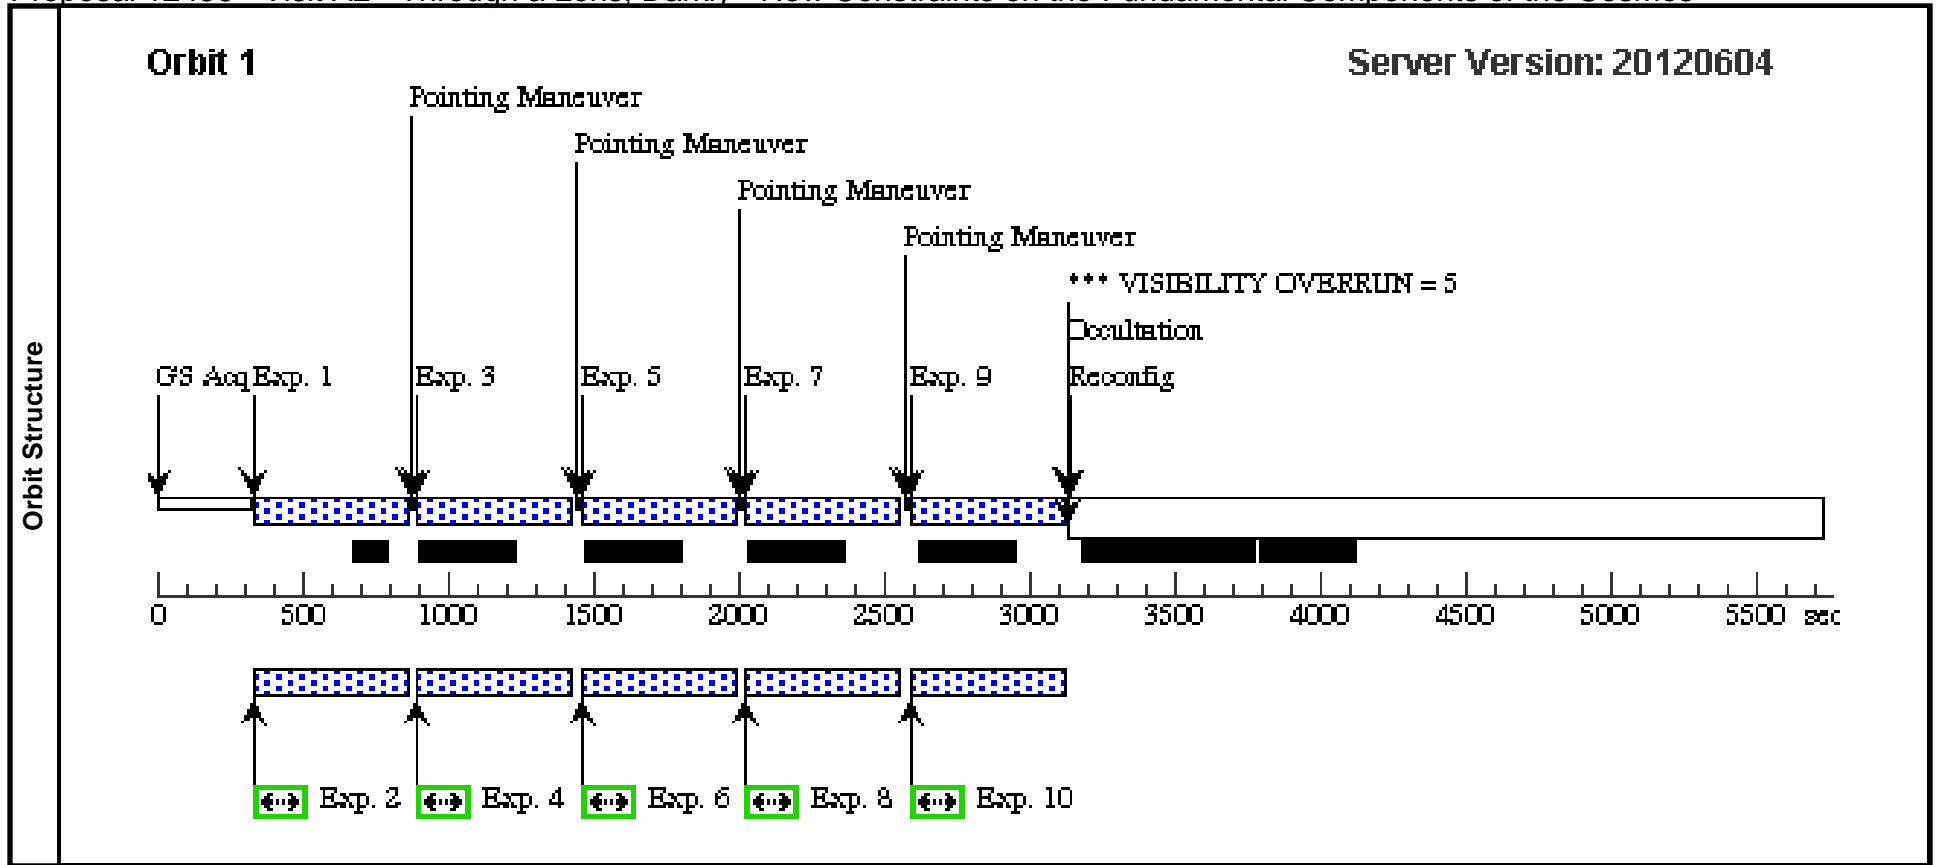 Orbit 1
Server Version: 20120604
Pointing Maneuver
Pointing Maneuver
Pointing Maneuver
Pointing Maneuver
*** VISIBILITY OVERRUN = 5
Occultation
GS Acq Exp. 1 Exp. 3 Exp. 5 Exp. 7 Exp. 9 Reconfig
Orbit Structure
0 500 1000 1500 2000 2500 3000 3500 4000 4500 5000 5500 sec
Exp. 2 Exp. 4 Exp. 6 Exp. 8 Exp. 10